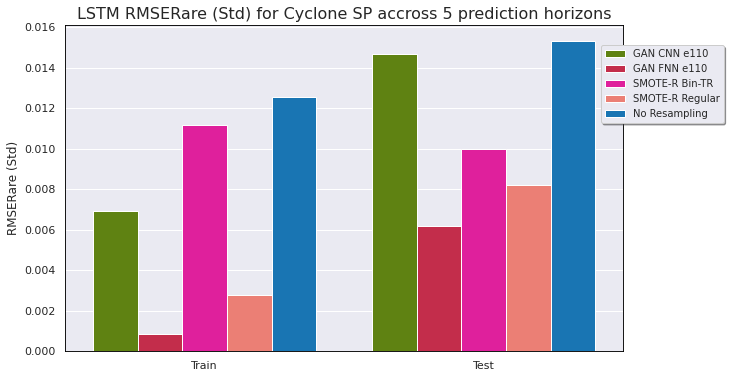 LSTM RMSERare (Std) for Cyclone SP accross 5 prediction horizons
RMSERare (Std)
0.016
0.014
0.012
0.010
0.008
0.006
0.004
0.002
0.000
Train
Test
GAN CNN e110
GAN FNN e110
SMOTE-R Bin-TR
SMOTE-R Regular
No Resampling